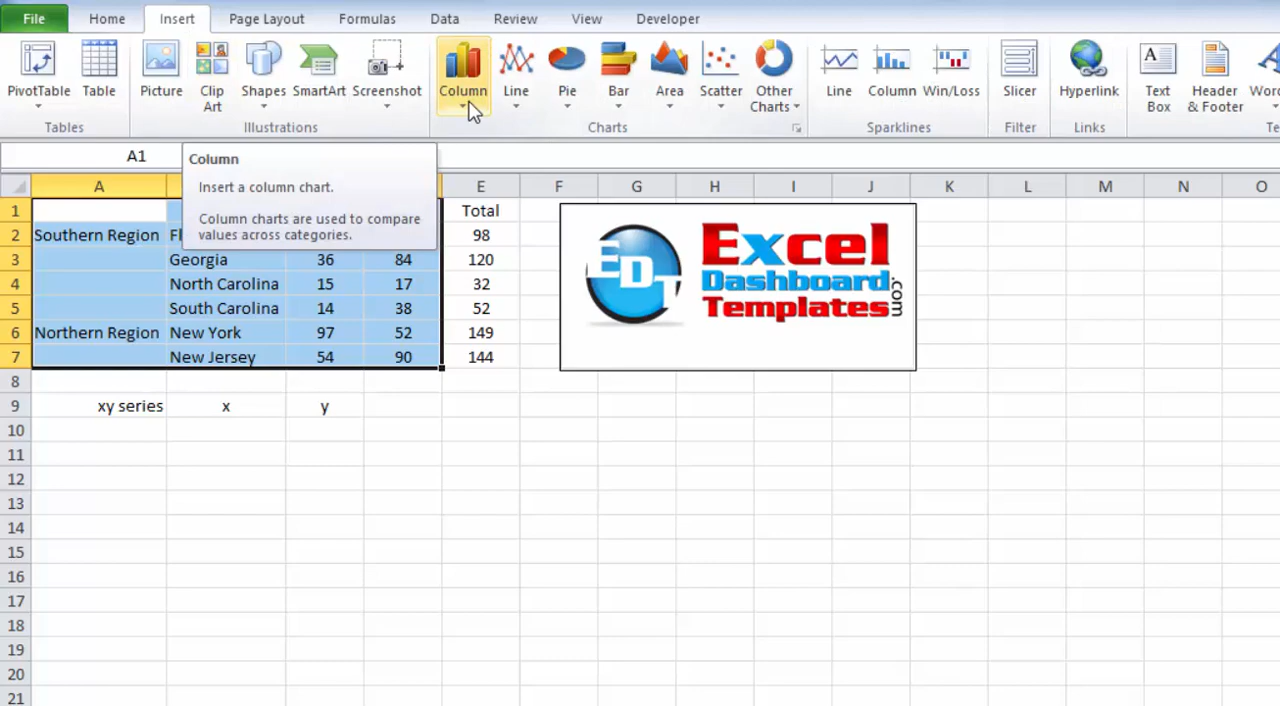 File Home Insert Page Layout Formulas Data Review View Developer
PivotTable Table Picture Clip Art Shapes SmartArt Screenshot Column Line Pie Bar Area Scatter Other Charts Line Column Win/Loss Slicer Hyperlink Text Box Header & Footer
Tables Illustrations Charts Sparklines Filter Links
A1
Column
Insert a column chart.
Column charts are used to compare
values across categories.
A E F G H I J K L M N O
1 Total
2 Southern Region 98
3 Georgia 36 84 120
4 North Carolina 15 17 32
5 South Carolina 14 38 52
6 Northern Region New York 97 52 149
7 New Jersey 54 90 144
8
9 xy series x y
10
11
12
13
14
15
16
17
18
19
20
21
EDT
Excel
Dashboard
Templates
.com